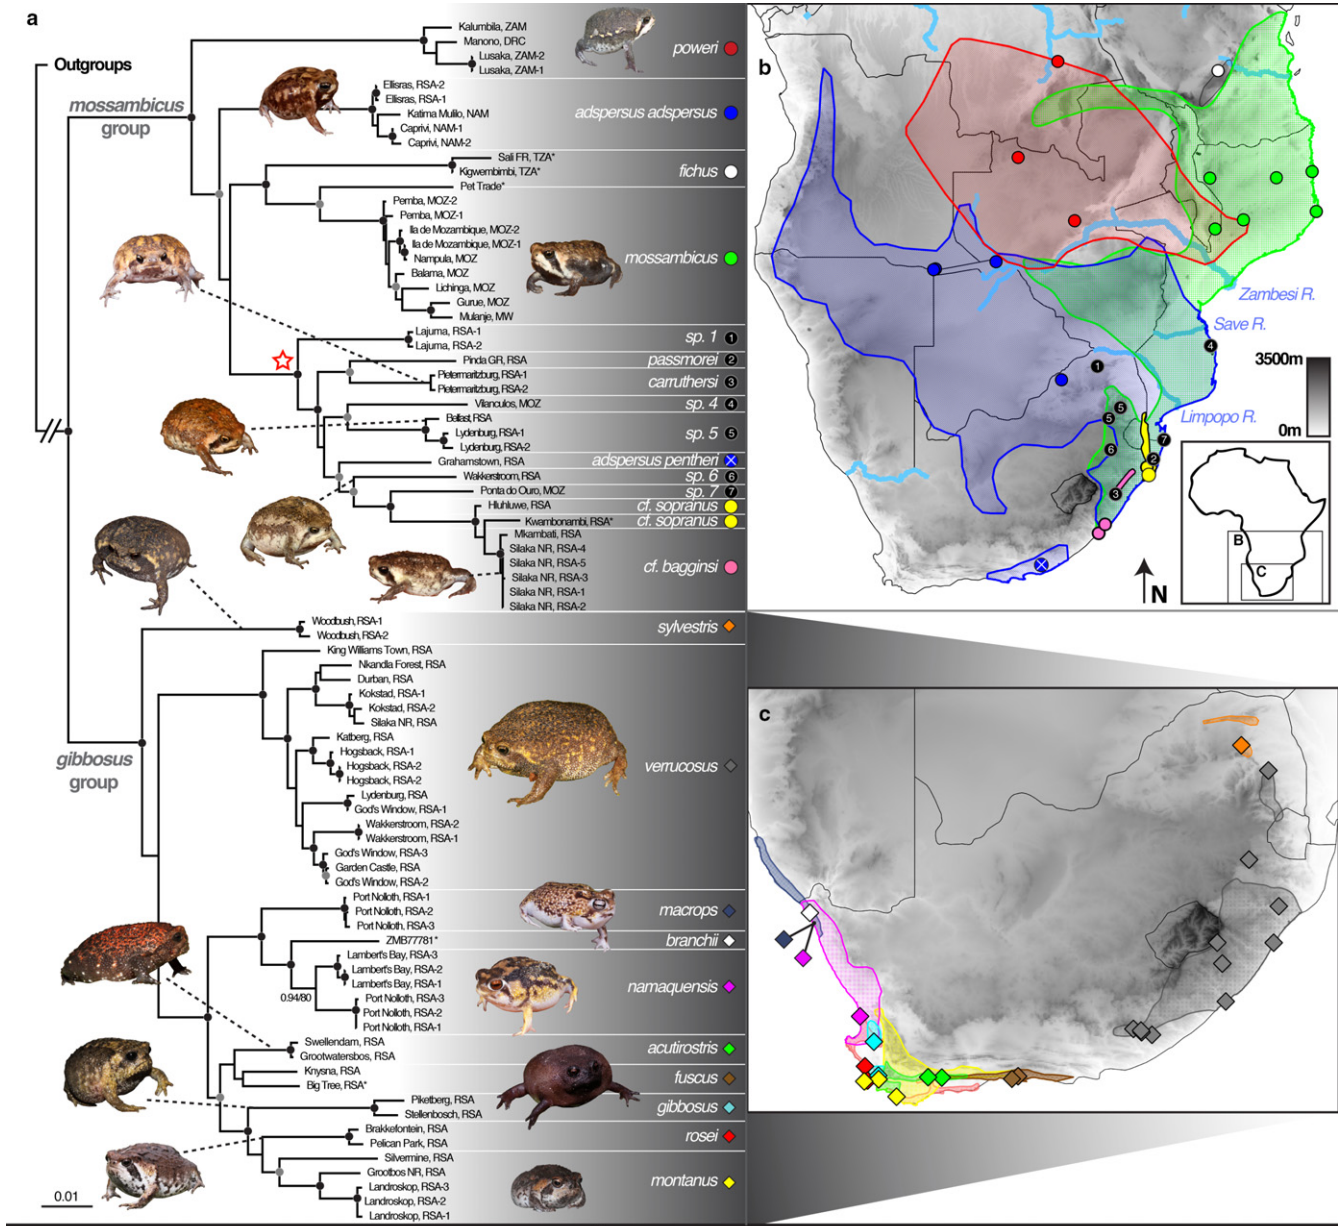 a
Outgroups
mossambicus
group
Kalumbila, ZAM
Manono, DRC
Lusaka, ZAM-2
Lusaka, ZAM-1
poweri
Ellisras, RSA-2
Ellisras, RSA-1
Katima Mulilo, NAM
Caprivi, NAM-1
Caprivi, NAM-2
adspersus adspersus
Sali FR, TZA*
Kigwembimbi, TZA*
fichus
Pet Trade*
Pemba, MOZ-2
Pemba, MOZ-1
Ila de Mozambique, MOZ-2
Ila de Mozambique, MOZ-1
Nampula, MOZ
Balama, MOZ
Lichinga, MOZ
Gurue, MOZ
Mulanje, MW
mossambicus
Lajuma, RSA-1
Lajuma, RSA-2
sp. 1 1
Pinda GR, RSA
passmorei 2
Pietermaritzburg, RSA-1
Pietermaritzburg, RSA-2
carruthersi 3
Vilanculos, MOZ
sp. 4 4
Belfast, RSA
Lydenburg, RSA-1
Lydenburg, RSA-2
sp. 5 5
Grahamstown, RSA
adspersus pentheri
Wakkerstroom, RSA
sp. 6 6
Ponta do Ouro, MOZ
sp. 7 7
Hluhluwe, RSA
cf. sopranus
Kwambonambi, RSA*
cf. sopranus
Mkambati, RSA
Silaka NR, RSA-4
Silaka NR, RSA-5
Silaka NR, RSA-3
Silaka NR, RSA-1
Silaka NR, RSA-2
cf. bagginsi
gibbosus
group
Woodbush, RSA-1
Woodbush, RSA-2
sylvestris
King Williams Town, RSA
Nkandla Forest, RSA
Durban, RSA
Kokstad, RSA-1
Kokstad, RSA-2
Silaka NR, RSA
Katberg, RSA
Hogsback, RSA-1
Hogsback, RSA-2
Hogsback, RSA-2
Lydenburg, RSA
God's Window, RSA-1
Wakkerstroom, RSA-2
Wakkerstroom, RSA-1
God's Window, RSA-3
Garden Castle, RSA
God's Window, RSA-2
verrucosus
Port Nolloth, RSA-1
Port Nolloth, RSA-2
Port Nolloth, RSA-3
macrops
ZMB77781*
branchii
Lambert's Bay, RSA-3
Lambert's Bay, RSA-2
Lambert's Bay, RSA-1
0.94/80
Port Nolloth, RSA-3
Port Nolloth, RSA-2
Port Nolloth, RSA-1
namaquensis
Swellendam, RSA
Grootwatersbos, RSA
acutirostris
Knysna, RSA
Big Tree, RSA*
fuscus
Piketberg, RSA
Stellenbosch, RSA
gibbosus
Brakkefontein, RSA
Pelican Park, RSA
rosei
Silvermine, RSA
Grootbos NR, RSA
Landroskop, RSA-3
Landroskop, RSA-2
Landroskop, RSA-1
montanus
0.01
b
Zambesi R.
Save R.
4
3500m
0m
1
Limpopo R.
5
5
7
6
2
3
N
B
C
c